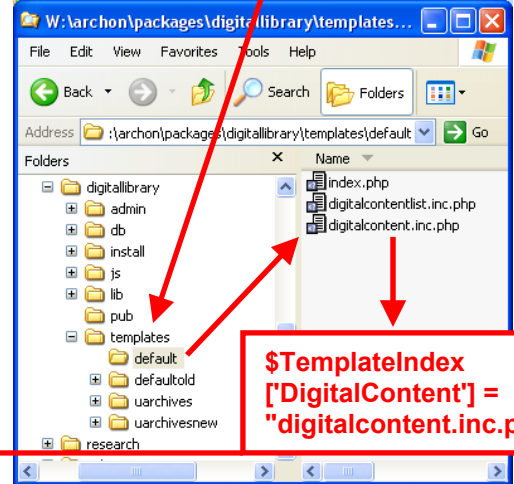 W:\archon\packages\digitallibrary\templates...
File Edit View Favorites Tools Help
Back Search Folders
Address :\archon\packages\digitallibrary\templates\default Go
Folders x Name
digitallibrary
admin
db
install
js
lib
pub
templates
default
defaultold
uarchives
uarchivesnew
research
index.php
digitalcontentlist.inc.php
digitalcontent.inc.php
$TemplateIndex
['DigitalContent'] =
"digitalcontent.inc.p